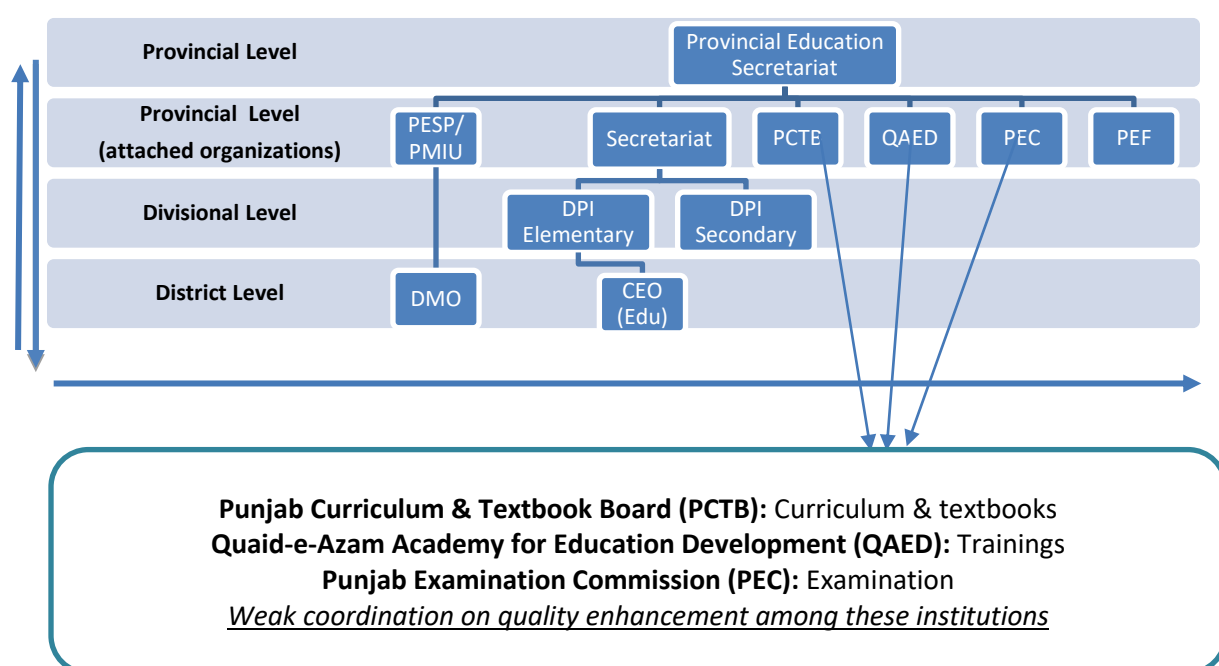 Provincial Level
Provincial Education
Secretariat
Provincial  Level
(attached organizations)
PESP/
PMIU
Secretariat
PCTB
QAED
PEC
PEF
Divisional Level
DPI
Elementary
DPI
Secondary
District Level
DMO
CEO
(Edu)
Punjab Curriculum & Textbook Board (PCTB): Curriculum & textbooks
Quaid-e-Azam Academy for Education Development (QAED): Trainings
Punjab Examination Commission (PEC): Examination
Weak coordination on quality enhancement among these institutions